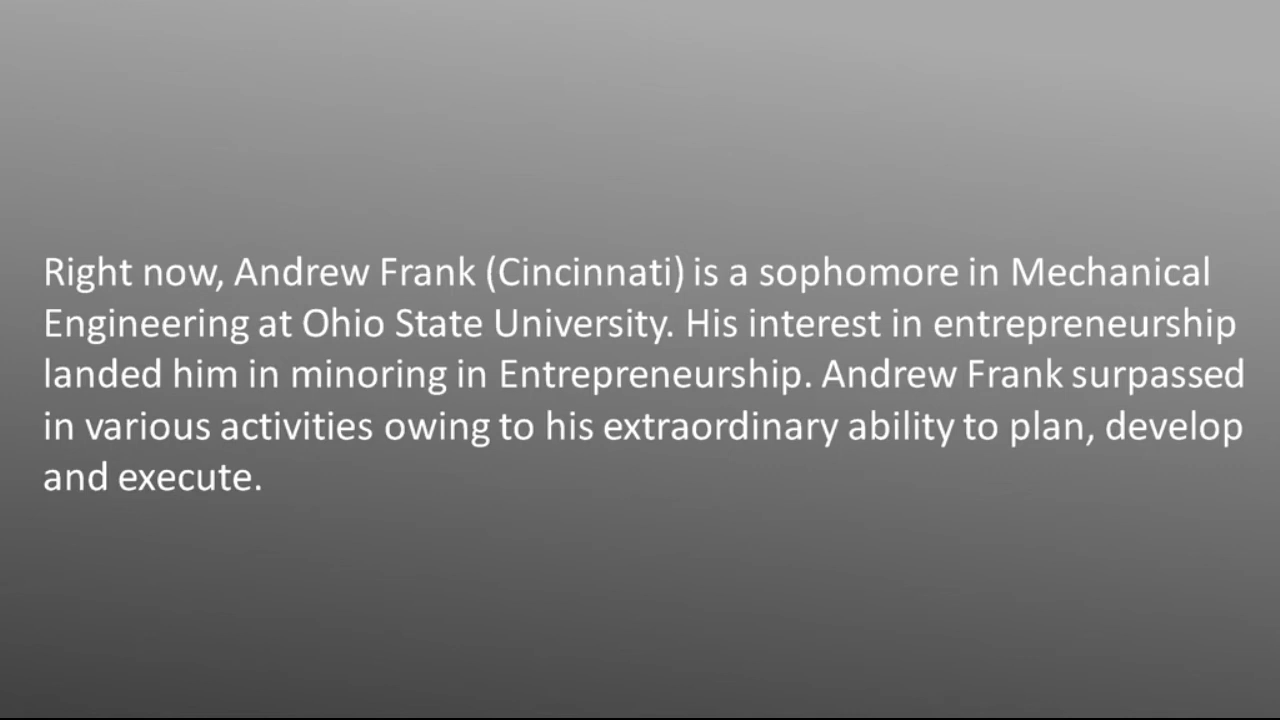 Right now, Andrew Frank (Cincinnati) is a sophomore in Mechanical
Engineering at Ohio State University. His interest in entrepreneurship
landed him in minoring in Entrepreneurship. Andrew Frank surpassed
in various activities owing to his extraordinary ability to plan, develop
and execute.